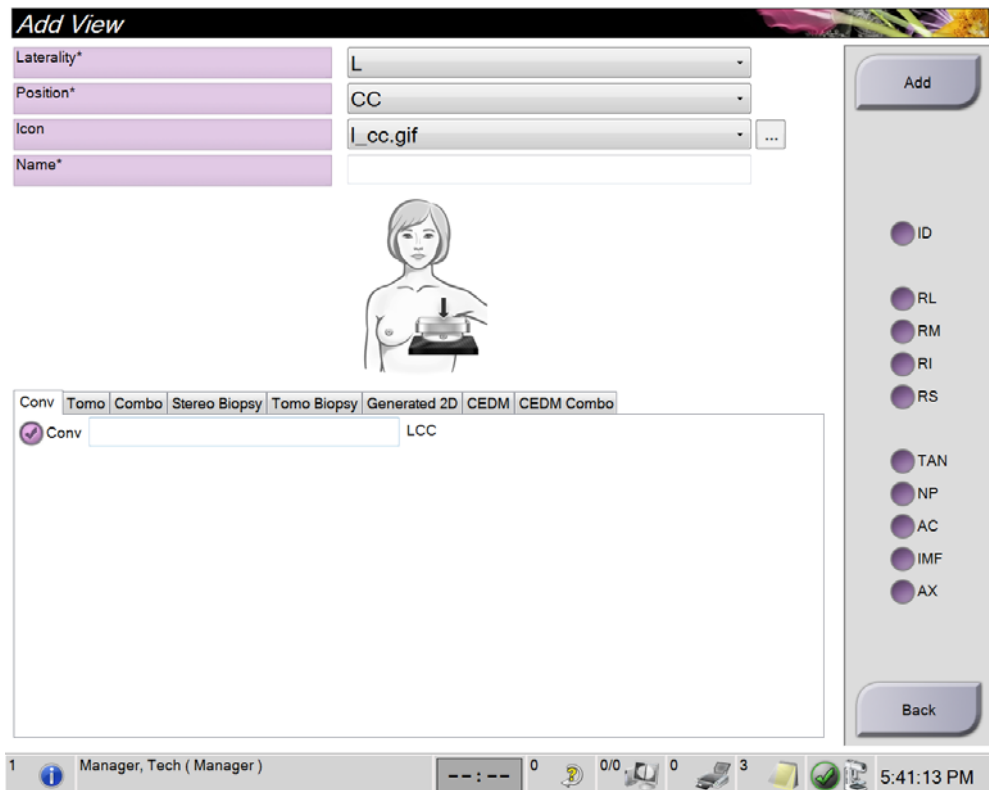 Add View
Laterality*
L
Position*
CC
Icon
l_cc.gif
...
Name*
Add
ID
RL
RM
RI
RS
TAN
NP
AC
IMF
AX
Conv Tomo Combo Stereo Biopsy Tomo Biopsy Generated 2D CEDM CEDM Combo
Conv LCC
Back
1 Manager, Tech ( Manager ) --:-- 0 0/0 0 3 5:41:13 PM